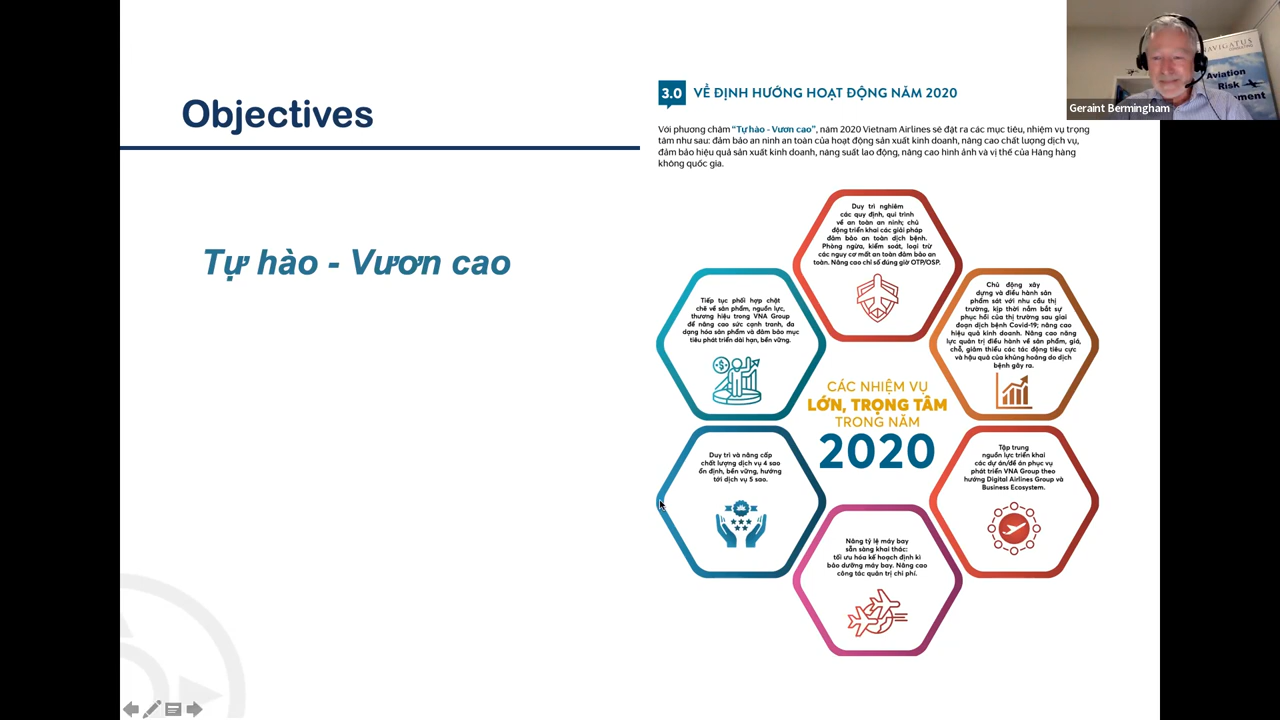 Objectives
Tự hào - Vươn cao
3.0 VỀ ĐỊNH HƯỚNG HOẠT ĐỘNG NĂM 2020
Với phương châm “Tự hào - Vươn cao”, năm 2020 Vietnam Airlines sẽ đặt ra các mục tiêu, nhiệm vụ trọng
tâm như sau: đảm bảo an ninh an toàn của hoạt động sản xuất kinh doanh, nâng cao chất lượng dịch vụ,
đảm bảo hiệu quả sản xuất kinh doanh, năng suất lao động, nâng cao hình ảnh và vị thế của Hãng hàng
không quốc gia.
Duy trì nghiêm
các quy định, qui trình
về an toàn an ninh; chủ
động triển khai các giải pháp
đảm bảo an toàn dịch bệnh.
Phòng ngừa, kiểm soát, loại trừ
các nguy cơ mất an toàn đảm bảo an
toàn. Nâng cao chỉ số đúng giờ OTP/OSP.
Chủ động xây
dựng và điều hành sản
phẩm sát với nhu cầu thị
trường, kịp thời nắm bắt sự
phục hồi của thị trường sau giai
đoạn dịch bệnh Covid-19; nâng cao
hiệu quả kinh doanh. Nâng cao năng
lực quản trị điều hành về sản phẩm, giá,
chỗ, giảm thiểu các tác động tiêu cực
và hậu quả của khủng hoảng do dịch
bệnh gây ra.
Tập trung
nguồn lực triển khai
các dự án/đề án phục vụ
phát triển VNA Group theo
hướng Digital Airlines Group và
Business Ecosystem.
Nâng tỷ lệ máy bay
sẵn sàng khai thác:
tối ưu hóa kế hoạch định kì
bảo dưỡng máy bay. Nâng cao
công tác quản trị chi phí.
Duy trì và nâng cấp
chất lượng dịch vụ 4 sao
ổn định, bền vững, hướng
tới dịch vụ 5 sao.
Tiếp tục phối hợp chặt
chẽ về sản phẩm, nguồn lực,
thương hiệu trong VNA Group
để nâng cao sức cạnh tranh, đa
dạng hóa sản phẩm và đảm bảo mục
tiêu phát triển dài hạn, bền vững.
CÁC NHIỆM VỤ
LỚN, TRỌNG TÂM
TRONG NĂM
2020
NAVIGATUS
CONSULTING
Aviation
Risk
ment
Geraint Bermingham